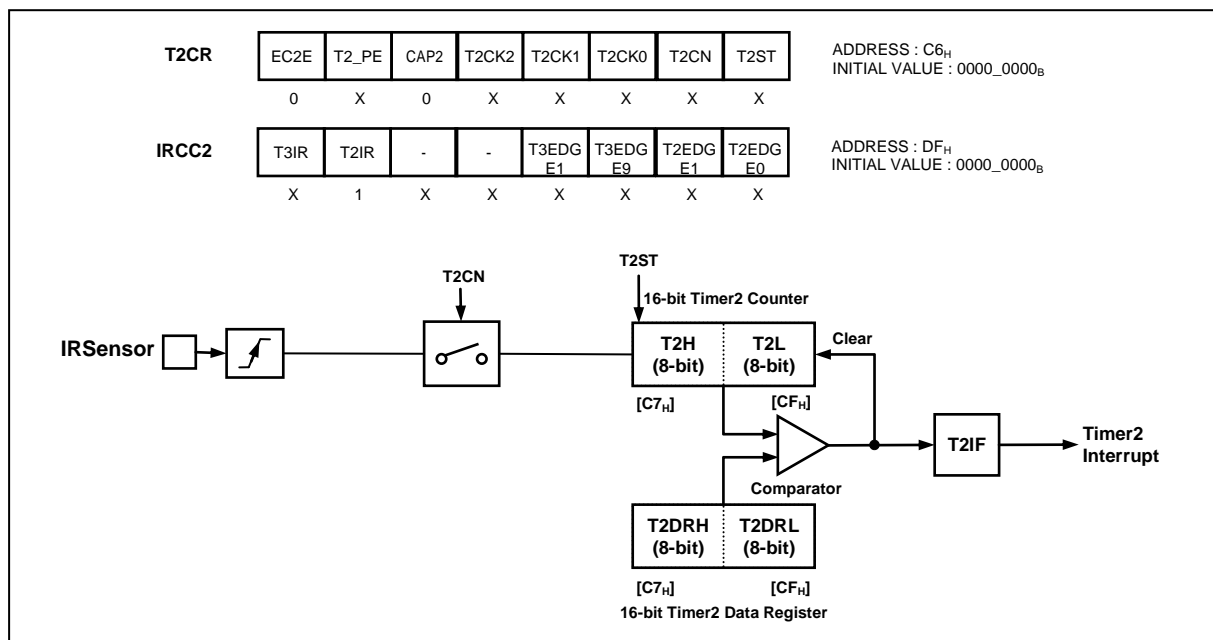 T2CR EC2E T2_PE CAP2 T2CK2 T2CK1 T2CK0 T2CN T2ST
ADDRESS : C6H
INITIAL VALUE : 0000_0000B
0 X 0 X X X X X
IRCC2 T3IR T2IR - - T3EDG E1 T3EDG E9 T2EDG E1 T2EDG E0
ADDRESS : DFH
INITIAL VALUE : 0000_0000B
X 1 X X X X X X
T2CN
T2ST
16-bit Timer2 Counter
IRSensor
T2H
(8-bit)
T2L
(8-bit)
Clear
[C7H]
[CFH]
Comparator
T2IF
Timer2
Interrupt
T2DRH
(8-bit)
T2DRL
(8-bit)
[C7H]
[CFH]
16-bit Timer2 Data Register